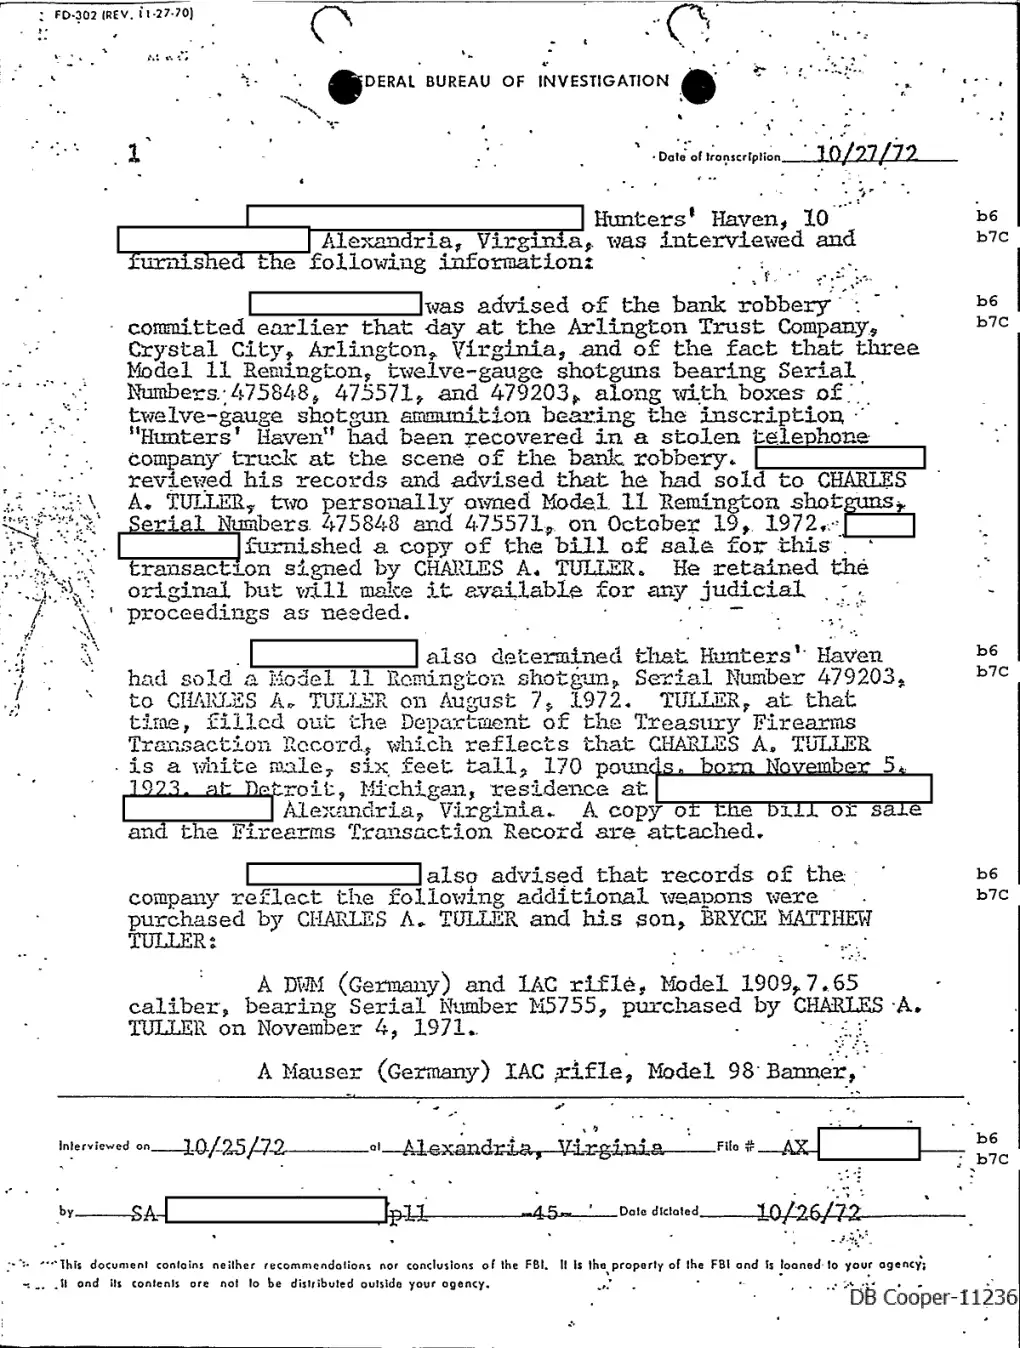 FD-302 (REV. 11-27-70)
FEDERAL BUREAU OF INVESTIGATION
1
Date of transcription 10/27/72
Hunters' Haven, 10 b6
Alexandria, Virginia, was interviewed and b7C
furnished the following information:
was advised of the bank robbery b6
committed earlier that day at the Arlington Trust Company, b7C
Crystal City, Arlington, Virginia, and of the fact that three
Model 11 Remington, twelve-gauge shotguns bearing Serial
Numbers 475848, 475571, and 479203, along with boxes of
twelve-gauge shotgun ammunition bearing the inscription
"Hunters' Haven" had been recovered in a stolen telephone
company truck at the scene of the bank robbery.
reviewed his records and advised that he had sold to CHARLES
A. TULLER, two personally owned Model 11 Remington shotguns,
Serial Numbers 475848 and 475571, on October 19, 1972.
furnished a copy of the bill of sale for this
transaction signed by CHARLES A. TULLER. He retained the
original but will make it available for any judicial
proceedings as needed.
also determined that Hunters' Haven b6
had sold a Model 11 Remington shotgun, Serial Number 479203, b7C
to CHARLES A. TULLER on August 7, 1972. TULLER, at that
time, filled out the Department of the Treasury Firearms
Transaction Record, which reflects that CHARLES A. TULLER
is a white male, six feet tall, 170 pounds, born November 5,
1923, at Detroit, Michigan, residence at
Alexandria, Virginia. A copy of the bill of sale
and the Firearms Transaction Record are attached.
also advised that records of the b6
company reflect the following additional weapons were b7C
purchased by CHARLES A. TULLER and his son, BRYCE MATTHEW
TULLER:
A DWM (Germany) and IAC rifle, Model 1909, 7.65
caliber, bearing Serial Number M5755, purchased by CHARLES A.
TULLER on November 4, 1971.
A Mauser (Germany) IAC rifle, Model 98 Banner,
Interviewed on 10/25/72 at Alexandria, Virginia File # AX b6
b7C
by SA pll -45- Date dictated 10/26/72
This document contains neither recommendations nor conclusions of the FBI. It is the property of the FBI and is loaned to your agency;
it and its contents are not to be distributed outside your agency.
DB Cooper-11236